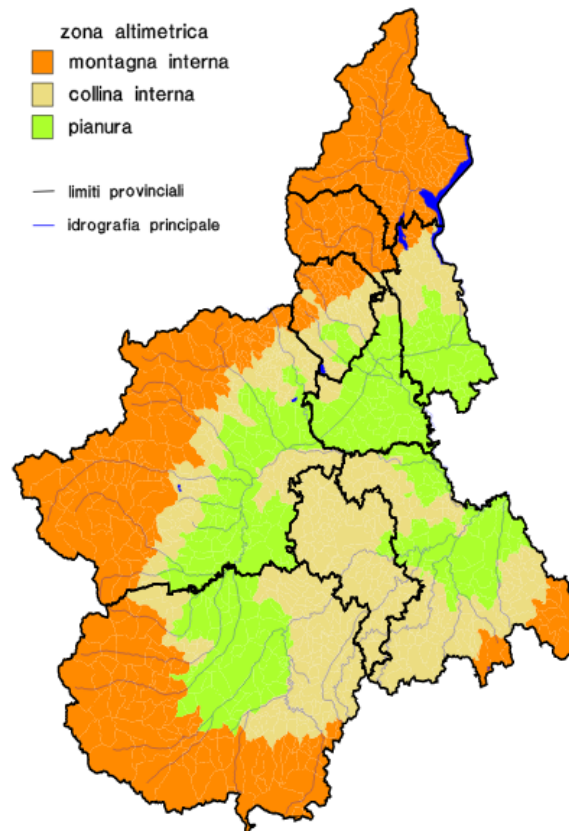 zona altimetrica
montagna interna
collina interna
pianura
limiti provinciali
idrografia principale